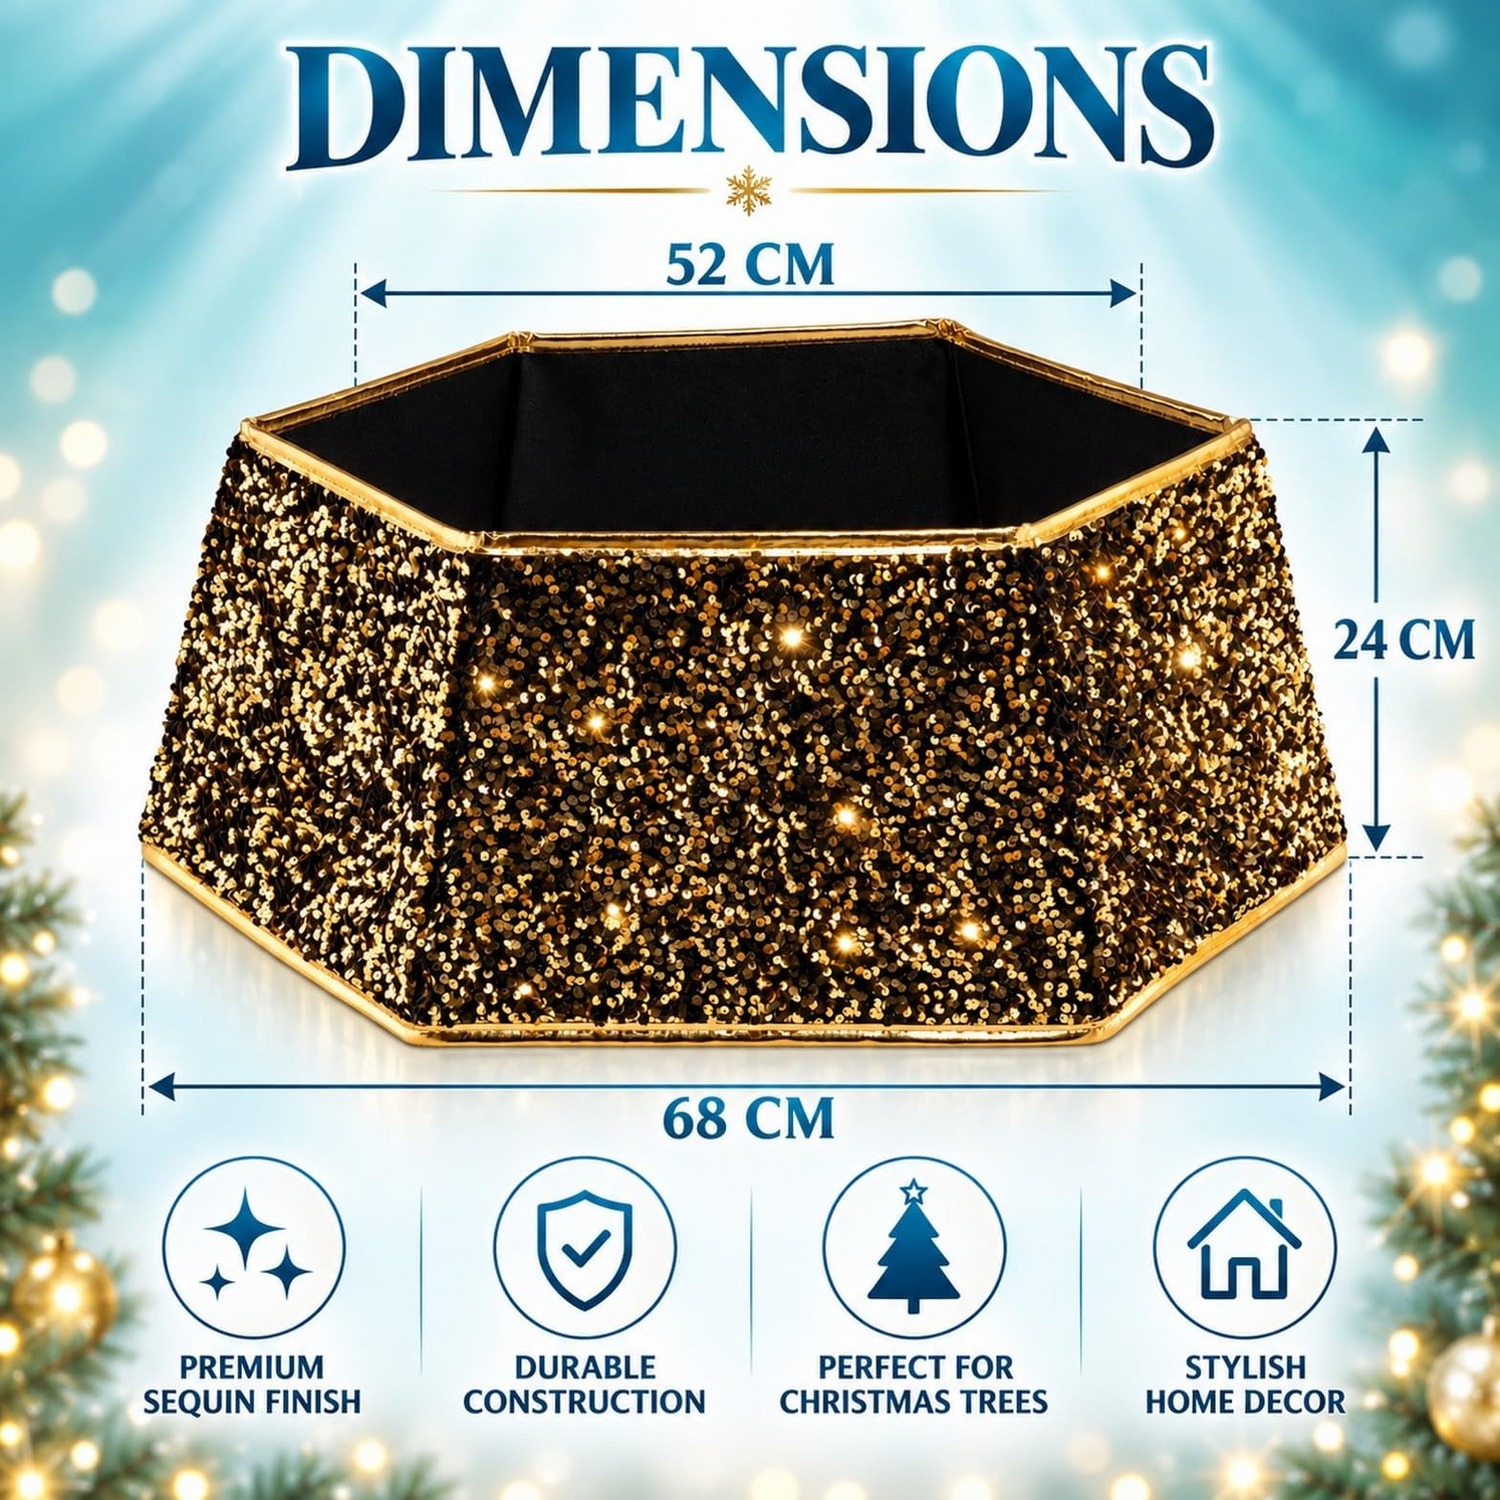 DIMENSIONS
52 CM
24 CM
68 CM
PREMIUM
SEQUIN FINISH
DURABLE
CONSTRUCTION
PERFECT FOR
CHRISTMAS TREES
STYLISH
HOME DECOR